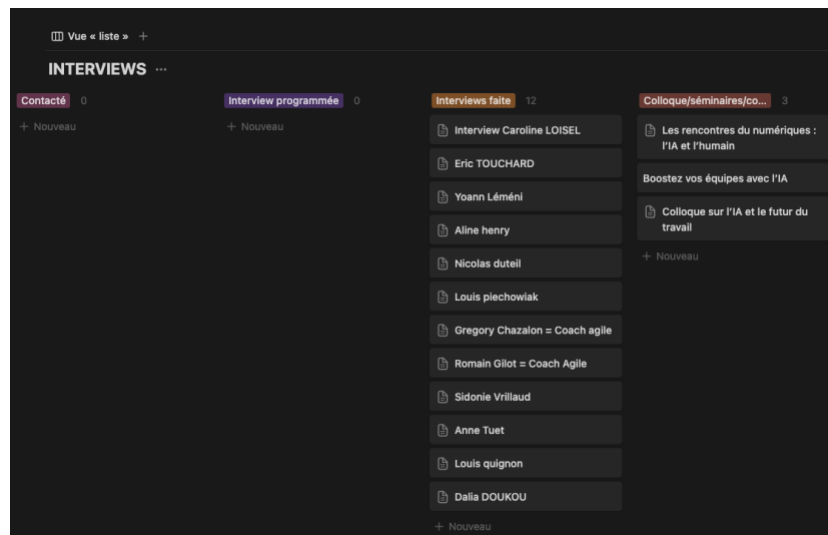 Vue « liste » +
INTERVIEWS ...
Contacté 0
+ Nouveau
Interview programmée 0
+ Nouveau
Interviews faite 12
Interview Caroline LOISEL
Eric TOUCHARD
Yoann Léméni
Aline henry
Nicolas duteil
Louis piechowiak
Gregory Chazalon = Coach agile
Romain Gilot = Coach Agile
Sidonie Vrillaud
Anne Tuet
Louis quignon
Dalia DOUKOU
+ Nouveau
Colloque/séminaires/co... 3
Les rencontres du numériques :
l'IA et l'humain
Boostez vos équipes avec l'IA
Colloque sur l'IA et le futur du
travail
+ Nouveau